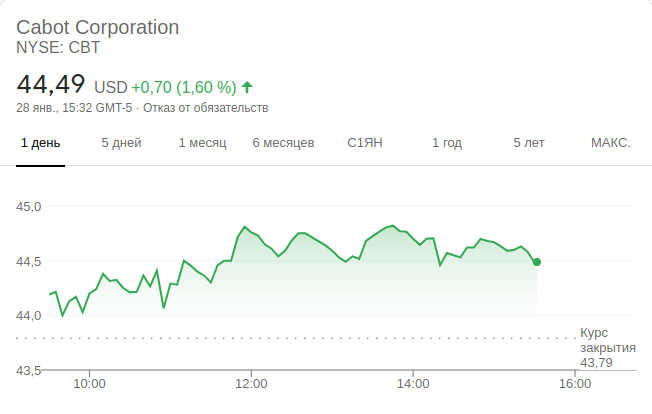 Cabot Corporation
NYSE: CBT
44,49 USD +0,70 (1,60 %)
28 янв., 15:32 GMT-5 · Отказ от обязательств
1 день 5 дней 1 месяц 6 месяцев С1ЯН 1 год 5 лет МАКС.
45,0
44,5
44,0
Курс
закрытия
43,79
43,5
10:00 12:00 14:00 16:00